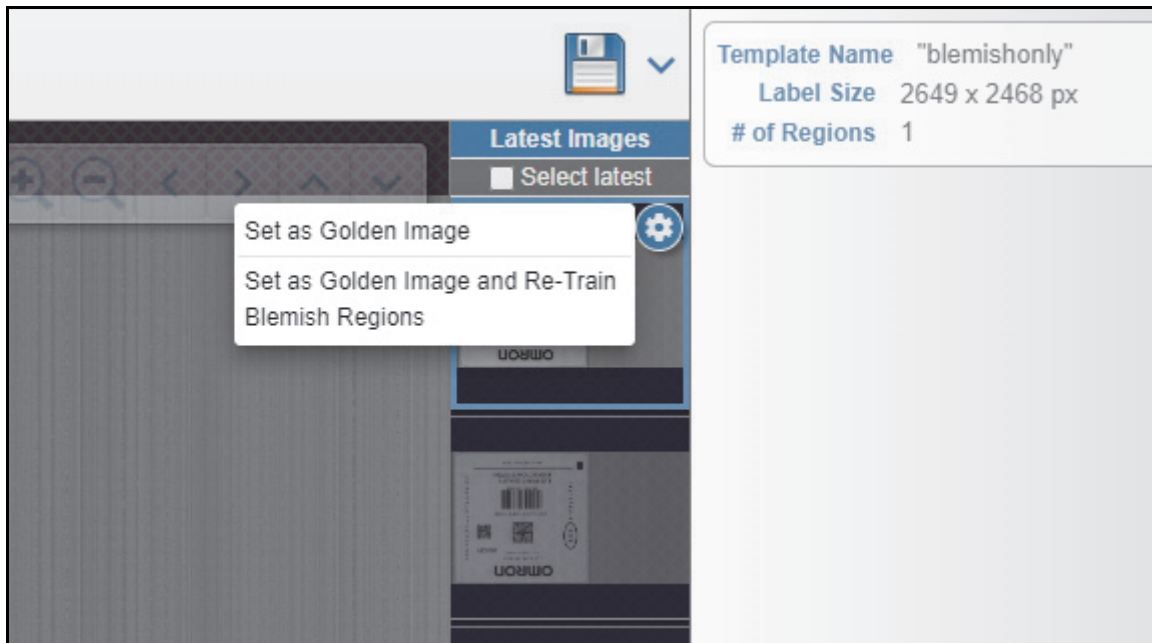 Template Name "blemishonly"
Label Size 2649 x 2468 px
# of Regions 1
Latest Images
Select latest
Set as Golden Image
Set as Golden Image and Re-Train
Blemish Regions
OMRON
OMRON